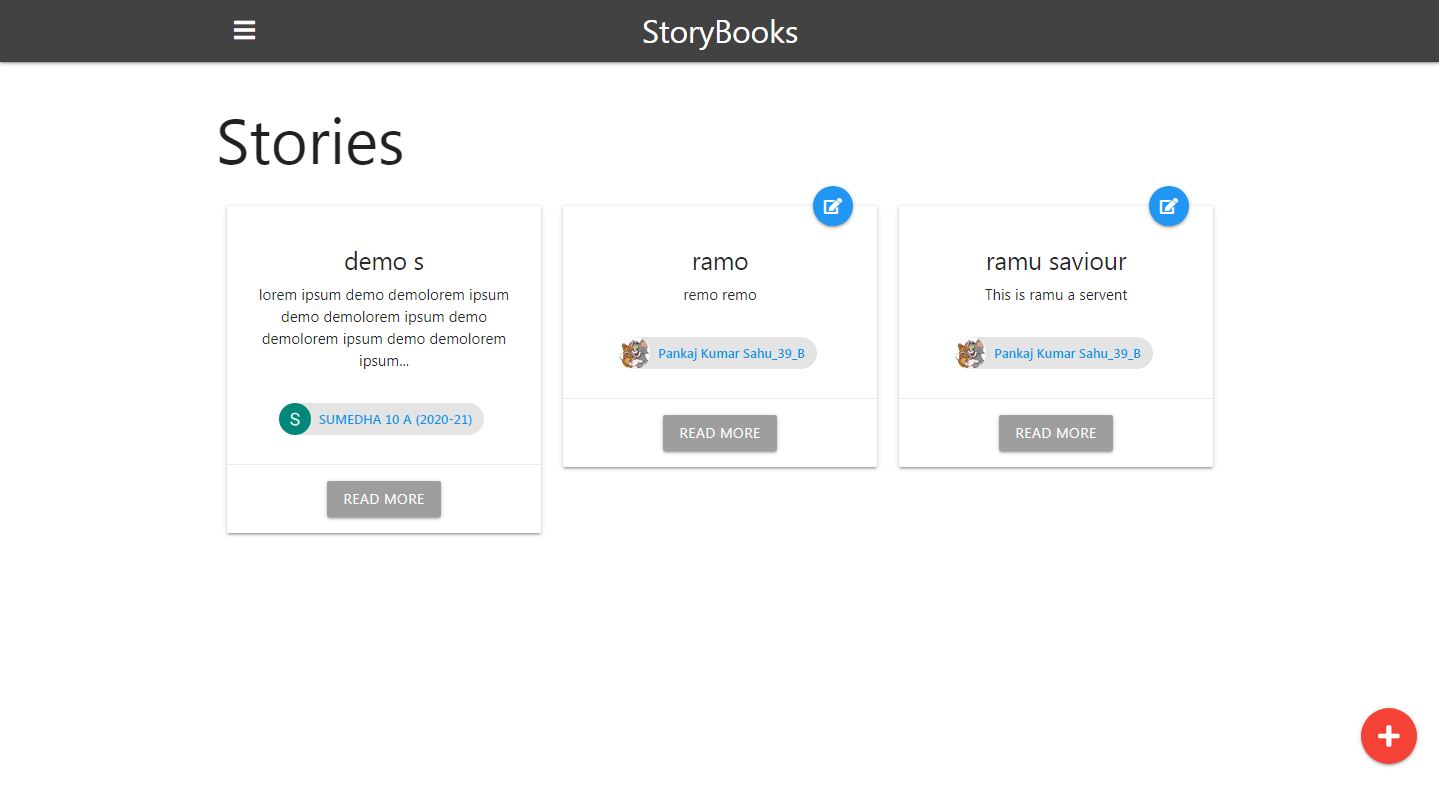 StoryBooks
Stories
demo s
lorem ipsum demo demolorem ipsum
demo demolorem ipsum demo
demolorem ipsum demo demolorem
ipsum...
S SUMEDHA 10 A (2020-21)
READ MORE
ramo
remo remo
Pankaj Kumar Sahu_39_B
READ MORE
ramu saviour
This is ramu a servent
Pankaj Kumar Sahu_39_B
READ MORE